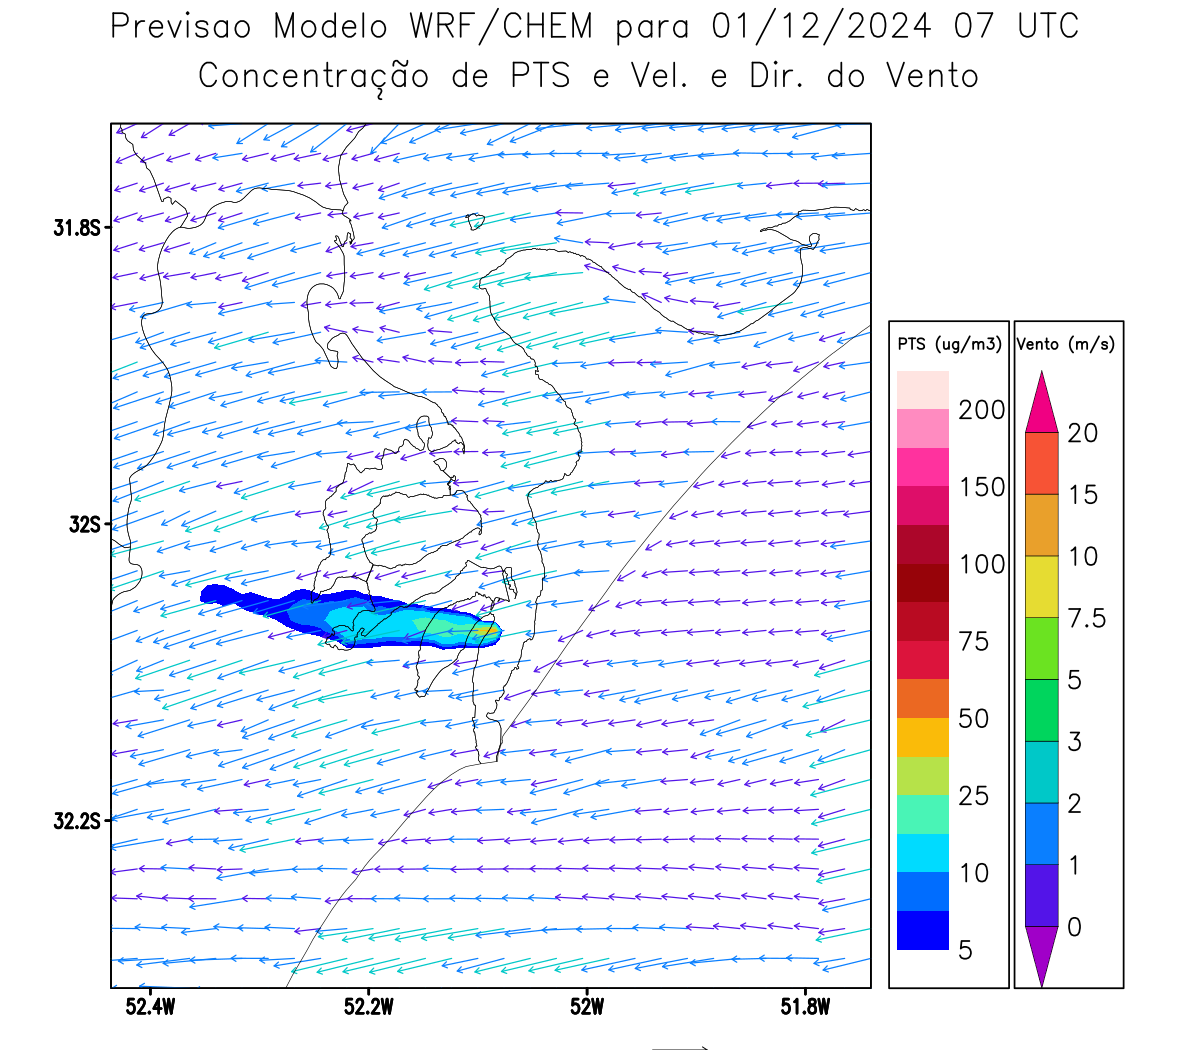 Previsao Modelo WRF/CHEM para 01/12/2024 07 UTC
Concentração de PTS e Vel. e Dir. do Vento
31.8S
32S
32.2S
52.4W
52.2W
52W
51.8W
PTS (ug/m3)
200
150
100
75
50
25
10
5
Vento (m/s)
20
15
10
7.5
5
3
2
1
0